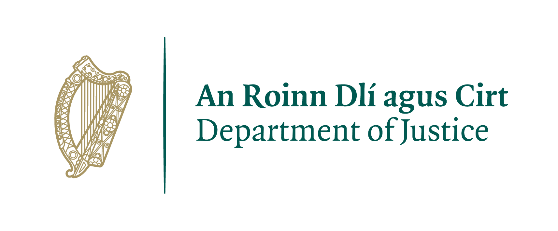 An Roinn Dlí agus Cirt
Department of Justice